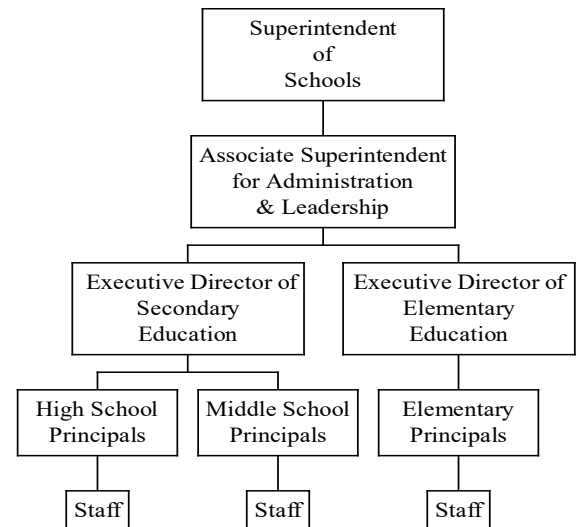 Superintendent
of
Schools
Associate Superintendent
for Administration
& Leadership
Executive Director of
Secondary
Education
Executive Director of
Elementary
Education
High School
Principals
Middle School
Principals
Elementary
Principals
Staff
Staff
Staff